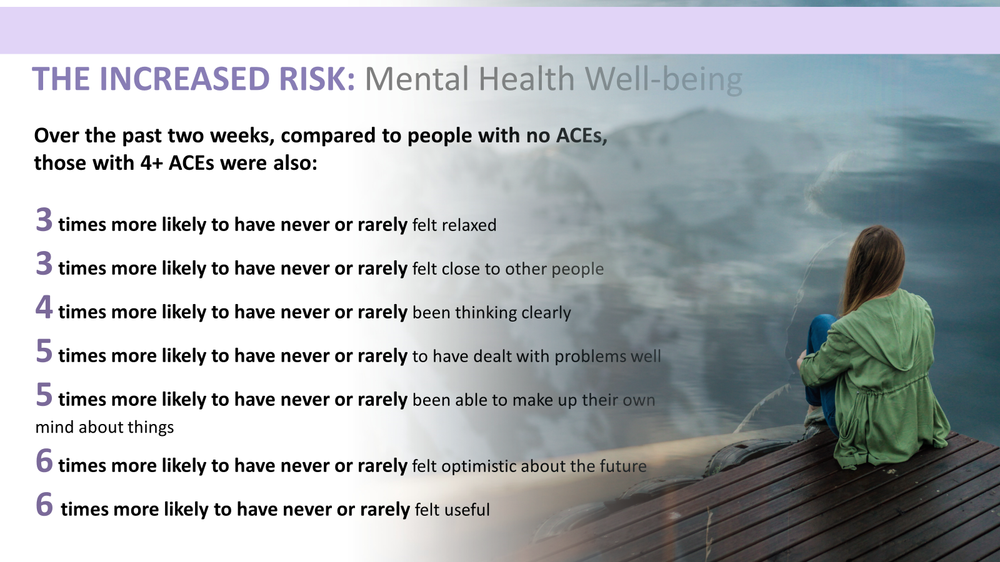 THE INCREASED RISK: Mental Health Well-being
Over the past two weeks, compared to people with no ACEs,
those with 4+ ACEs were also:
3 times more likely to have never or rarely felt relaxed
3 times more likely to have never or rarely felt close to other people
4 times more likely to have never or rarely been thinking clearly
5 times more likely to have never or rarely to have dealt with problems well
5 times more likely to have never or rarely been able to make up their own
mind about things
6 times more likely to have never or rarely felt optimistic about the future
6 times more likely to have never or rarely felt useful